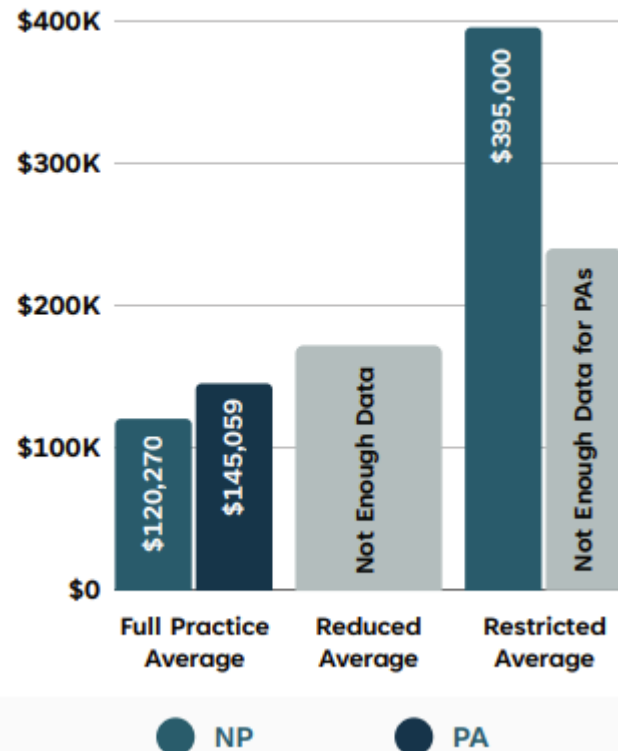 $400K
$300K
$200K
$100K
$0
$120,270
$145,059
Not Enough Data
$395,000
Not Enough Data for PAs
Full Practice
Average
Reduced
Average
Restricted
Average
NP
PA